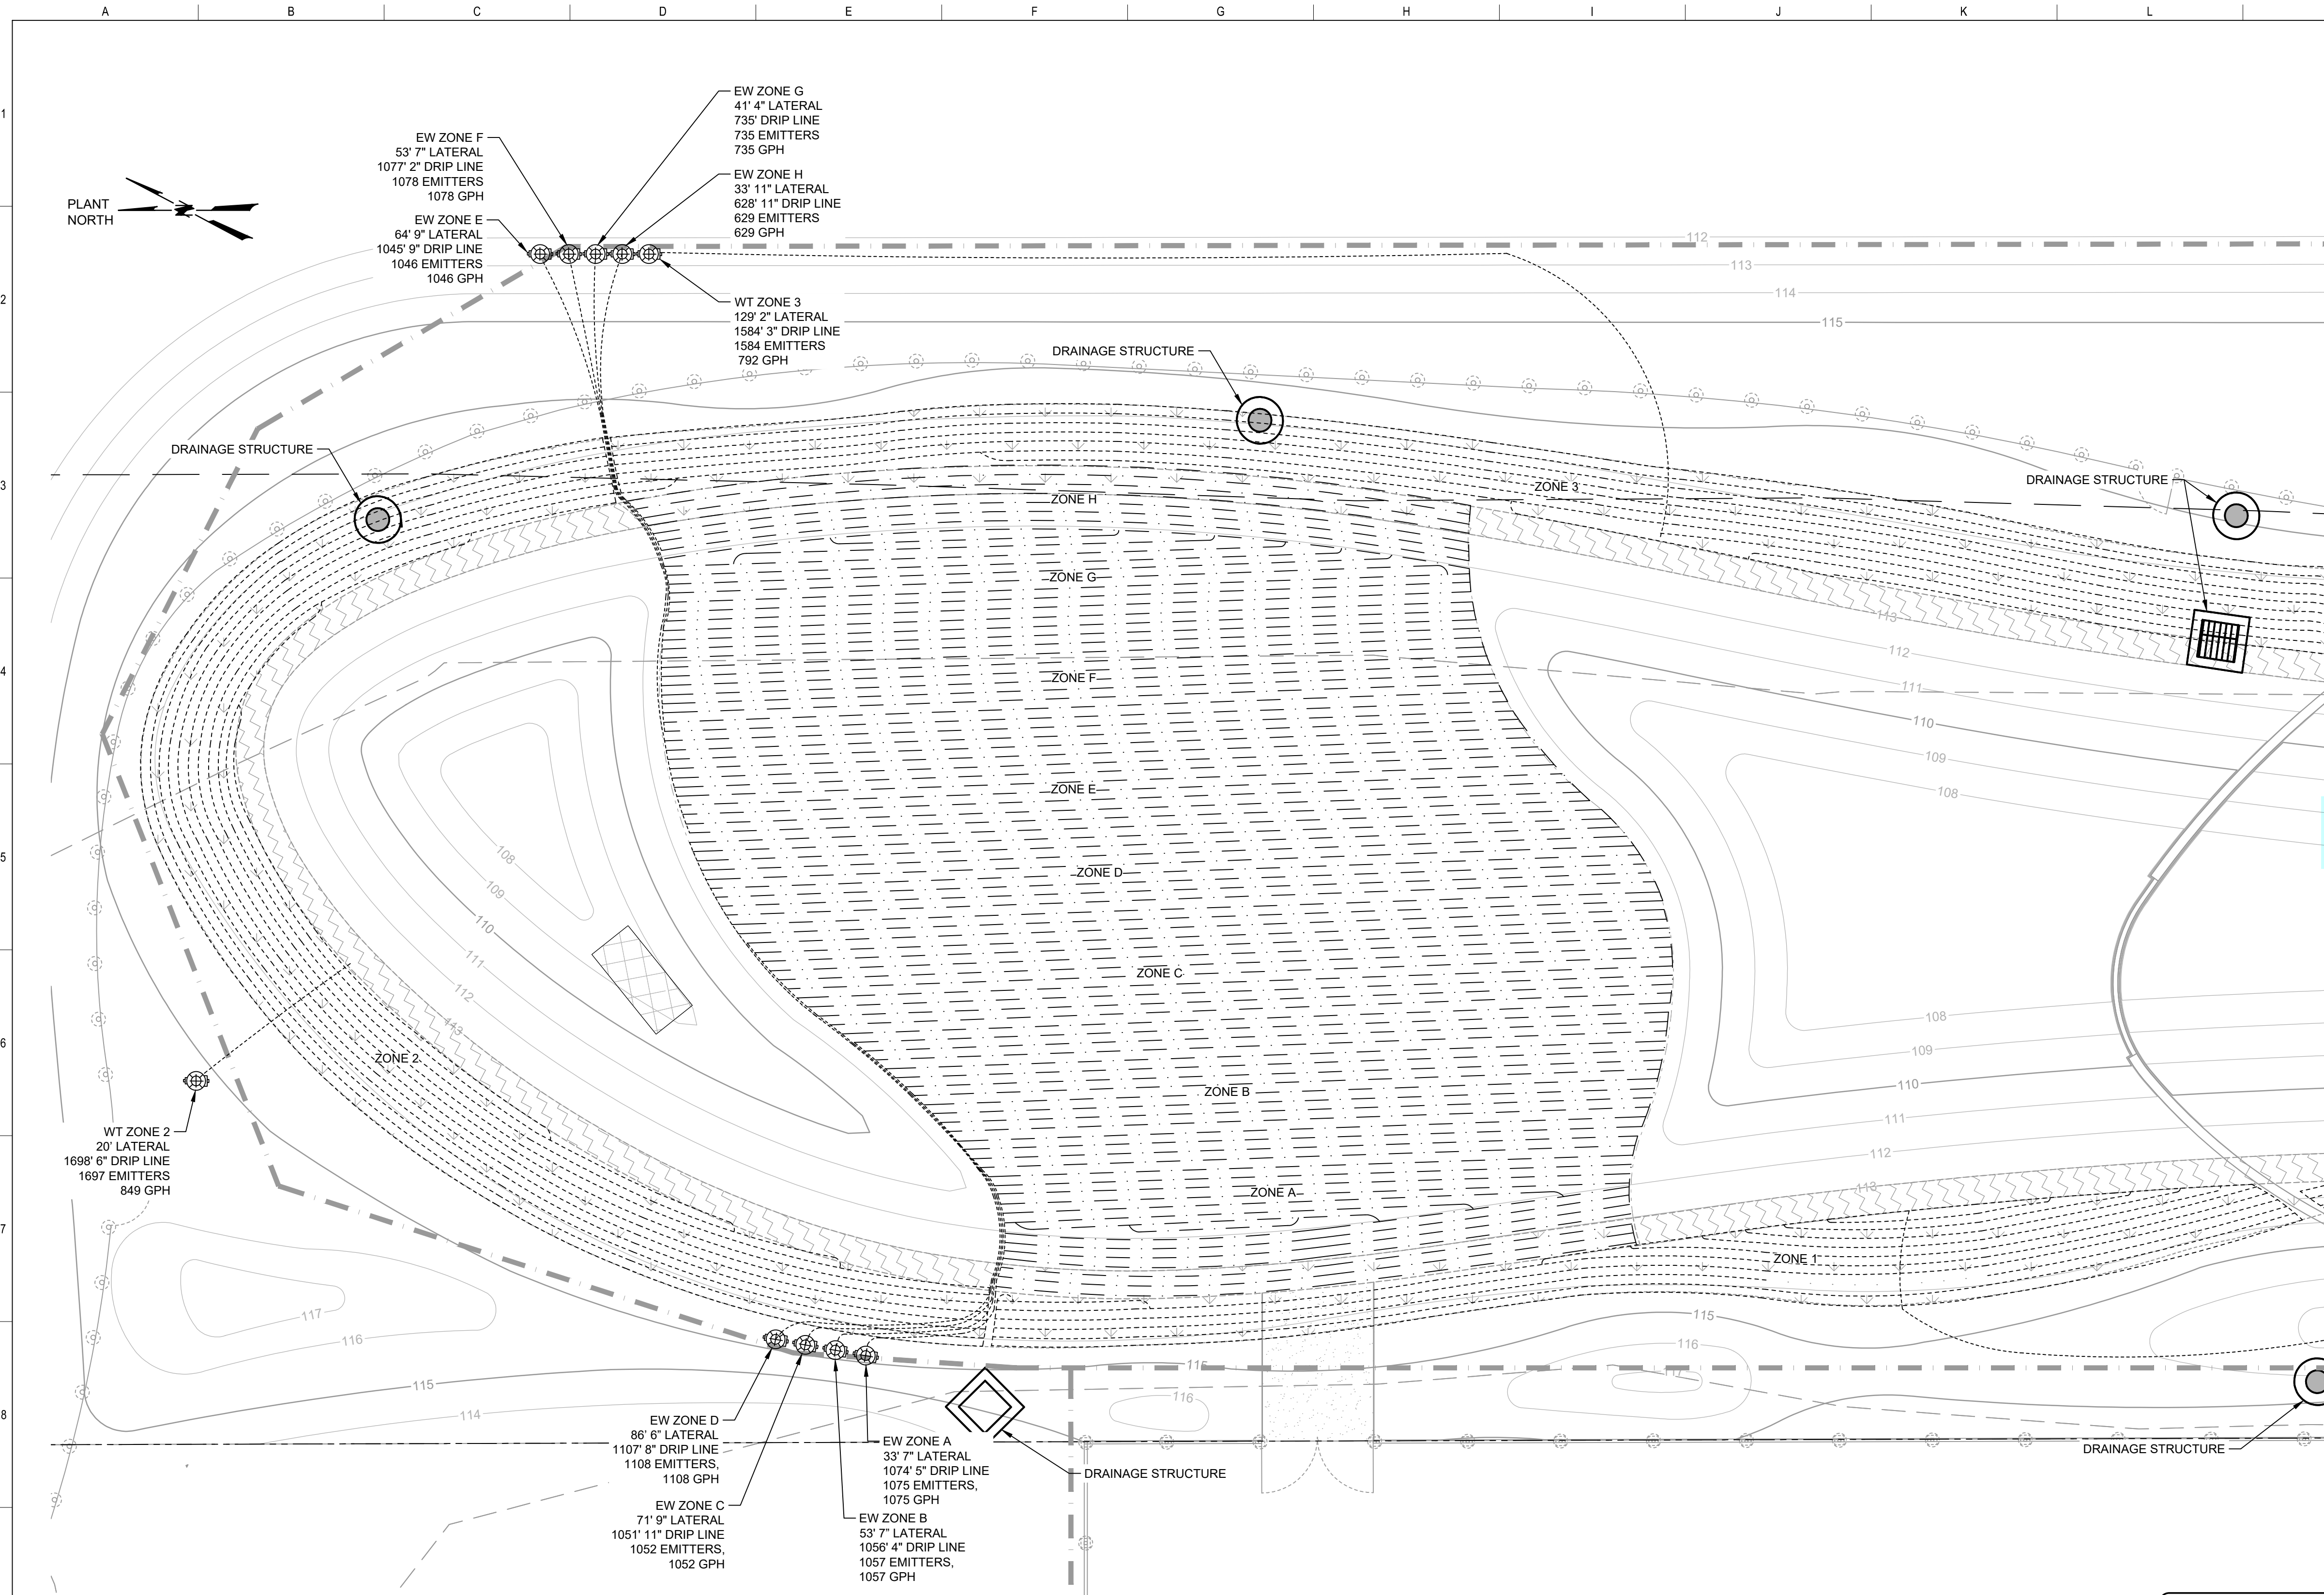 A B C D E F G H I J K L
1
2
3
4
5
6
7
8
PLANT
NORTH
EW ZONE F
53' 7" LATERAL
1077' 2" DRIP LINE
1078 EMITTERS
1078 GPH
EW ZONE E
64' 9" LATERAL
1045' 9" DRIP LINE
1046 EMITTERS
1046 GPH
EW ZONE G
41' 4" LATERAL
735' DRIP LINE
735 EMITTERS
735 GPH
EW ZONE H
33' 11" LATERAL
628' 11" DRIP LINE
629 EMITTERS
629 GPH
WT ZONE 3
129' 2" LATERAL
1584' 3" DRIP LINE
1584 EMITTERS
792 GPH
112
113
114
115
DRAINAGE STRUCTURE
DRAINAGE STRUCTURE
DRAINAGE STRUCTURE
ZONE H
ZONE 3
ZONE G
ZONE F
ZONE E
ZONE D
ZONE C
ZONE B
ZONE A
113
112
111
110
109
108
108
109
110
111
112
113
ZONE 2
108
109
110
111
112
113
ZONE 1
WT ZONE 2
20' LATERAL
1698' 6" DRIP LINE
1697 EMITTERS
849 GPH
117
116
115
114
115
116
117
116
116
EW ZONE D
86' 6" LATERAL
1107' 8" DRIP LINE
1108 EMITTERS,
1108 GPH
EW ZONE C
71' 9" LATERAL
1051' 11" DRIP LINE
1052 EMITTERS,
1052 GPH
EW ZONE A
33' 7" LATERAL
1074' 5" DRIP LINE
1075 EMITTERS,
1075 GPH
EW ZONE B
53' 7" LATERAL
1056' 4" DRIP LINE
1057 EMITTERS,
1057 GPH
DRAINAGE STRUCTURE
DRAINAGE STRUCTURE